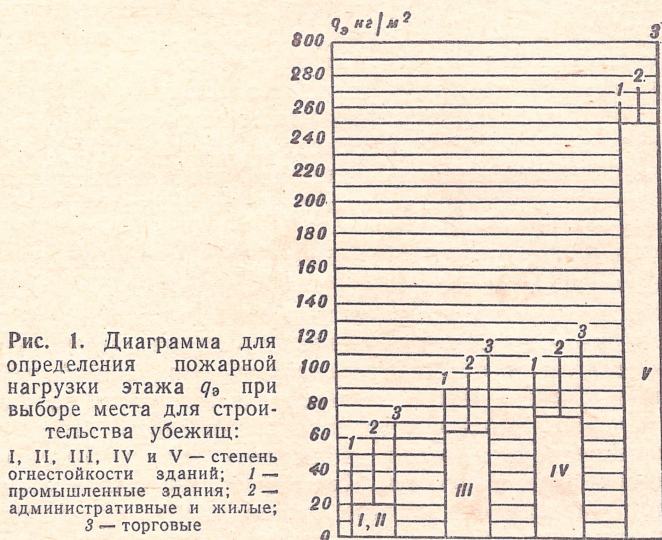 qэ кг/м²
800
280
260
240
220
200
180
160
140
120
100
80
60
40
20
0
1
2
3
I, II
1
2
3
III
1
2
3
IV
1
2
3
V
Рис. 1. Диаграмма для
определения пожарной
нагрузки этажа qэ при
выборе места для строи-
тельства убежищ:
I, II, III, IV и V — степень
огнестойкости зданий; 1 —
промышленные здания; 2 —
административные и жилые;
3 — торговые